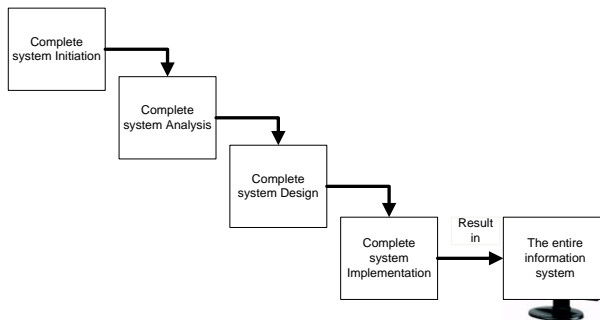 Complete
system Initiation
Complete
system Analysis
Complete
system Design
Complete
system
Implementation
Result
in
The entire
information
system